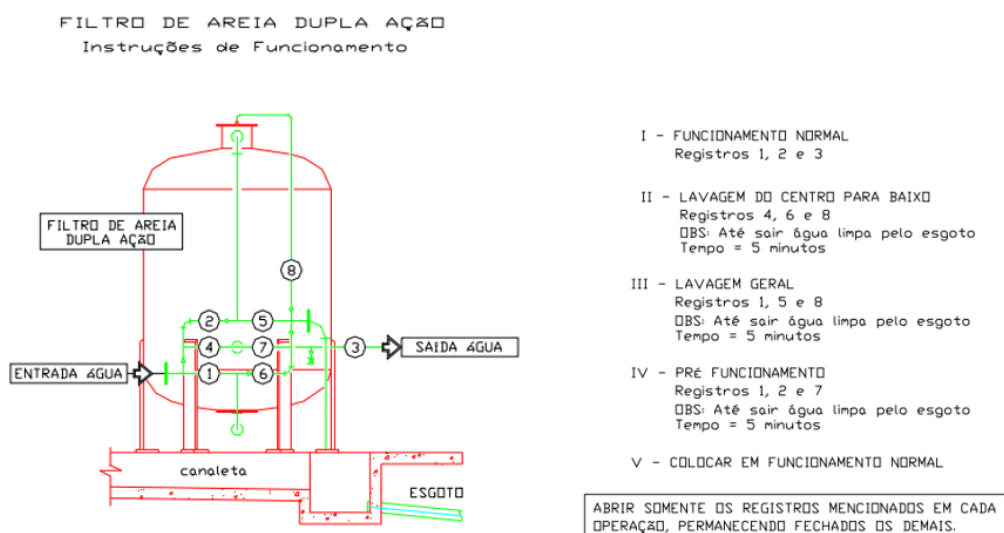 FILTRO DE AREIA DUPLA AÇÃO
Instruções de Funcionamento
FILTRO DE AREIA
DUPLA AÇÃO
8
2
5
4
7
3
SAIDA ÁGUA
ENTRADA ÁGUA
1
6
canaleta
ESGOTO
I - FUNCIONAMENTO NORMAL
Registros 1, 2 e 3
II - LAVAGEM DO CENTRO PARA BAIXO
Registros 4, 6 e 8
OBS: Até sair água limpa pelo esgoto
Tempo = 5 minutos
III - LAVAGEM GERAL
Registros 1, 5 e 8
OBS: Até sair água limpa pelo esgoto
Tempo = 5 minutos
IV - PRÉ FUNCIONAMENTO
Registros 1, 2 e 7
OBS: Até sair água limpa pelo esgoto
Tempo = 5 minutos
V - COLOCAR EM FUNCIONAMENTO NORMAL
ABRIR SOMENTE OS REGISTROS MENCIONADOS EM CADA
OPERAÇÃO, PERMANECENDO FECHADOS OS DEMAIS.